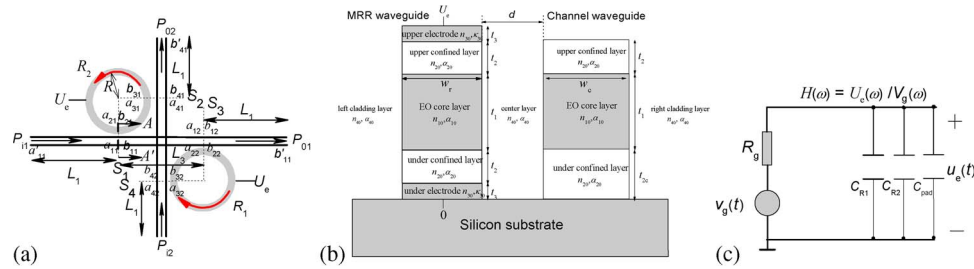 (a)
P02
b'41
L1
R2
R
Ue
b31
a31
b41
a41
S2
S3
L1
a21
b21
A
a12
b12
Pi1
P01
a'11
a11
b11
A'
a22
b22
b'11
L1
S1
L3
b42
b32
a42
a32
S4
L1
Ue
R1
Pi2
(b)
MRR waveguide
Ue
d
Channel waveguide
upper electrode n30,κ30
t3
upper confined layer
n20,α20
t2
upper confined layer
n20,α20
t2
Wr
Wc
left cladding layer
n40, α40
EO core layer
n10,α10
t1
center layer
n40, α40
EO core layer
n10,α10
t1
right cladding layer
n40, α40
under confined layer
n20,α20
t2
under confined layer
n20,α20
t2c
under electrode n30,κ30
t3
0
Silicon substrate
(c)
H(ω) = Ue(ω) /Vg(ω)
+
Rg
vg(t)
CR1
CR2
Cpad
ue(t)
—